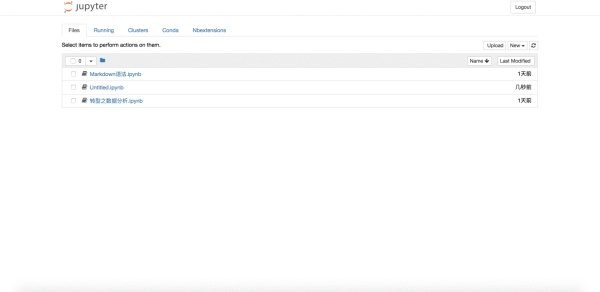 jupyter
Logout
Files Running Clusters Conda Nbextensions
Select items to perform actions on them.
Upload New
0
Name Last Modified
Markdown语法.ipynb 1天前
Untitled.ipynb 几秒前
转型之数据分析.ipynb 1天前